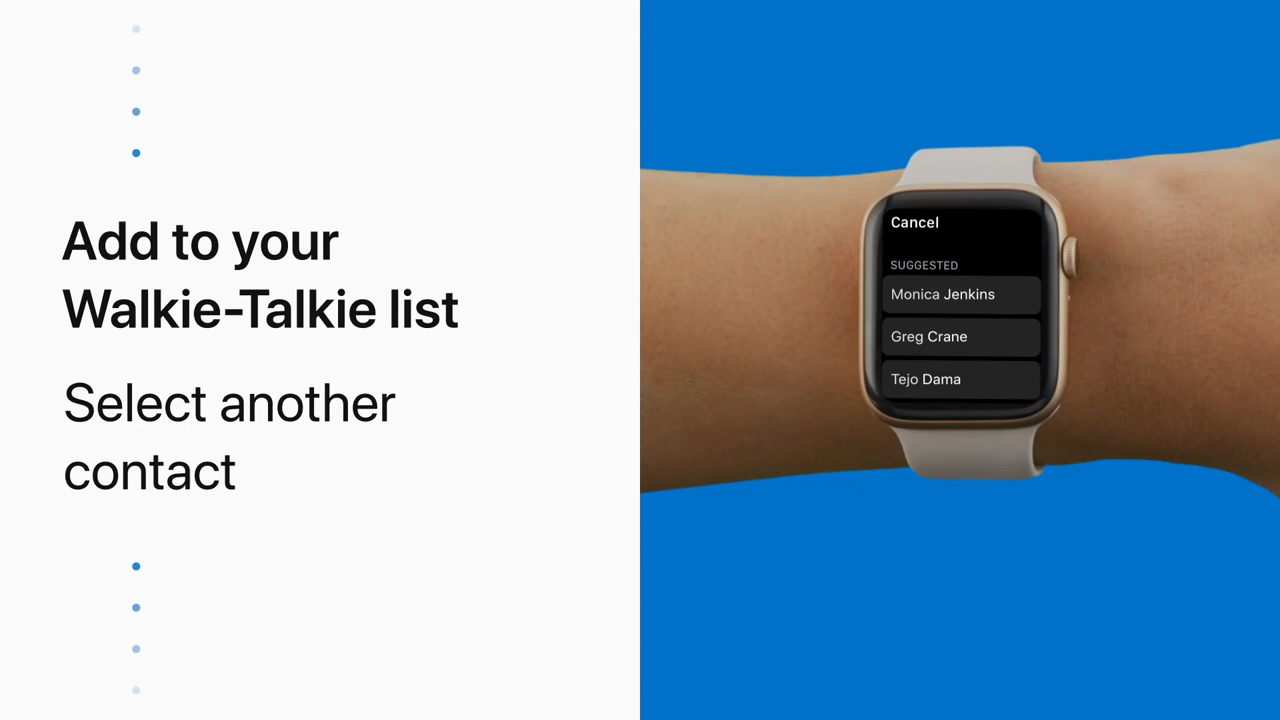 Add to your
Walkie-Talkie list
Select another
contact
Cancel
SUGGESTED
Monica Jenkins
Greg Crane
Tejo Dama